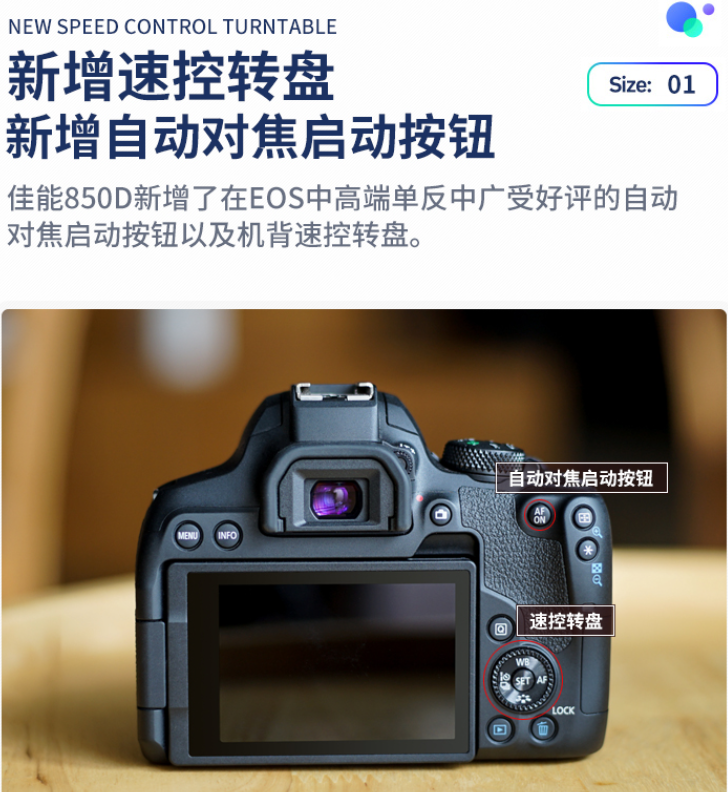 NEW SPEED CONTROL TURNTABLE
新增速控转盘
Size: 01
新增自动对焦启动按钮
佳能850D新增了在EOS中高端单反中广受好评的自动
对焦启动按钮以及机背速控转盘。
自动对焦启动按钮
AF
ON
MENU
INFO
速控转盘
Q
WB
SET
AF
LOCK